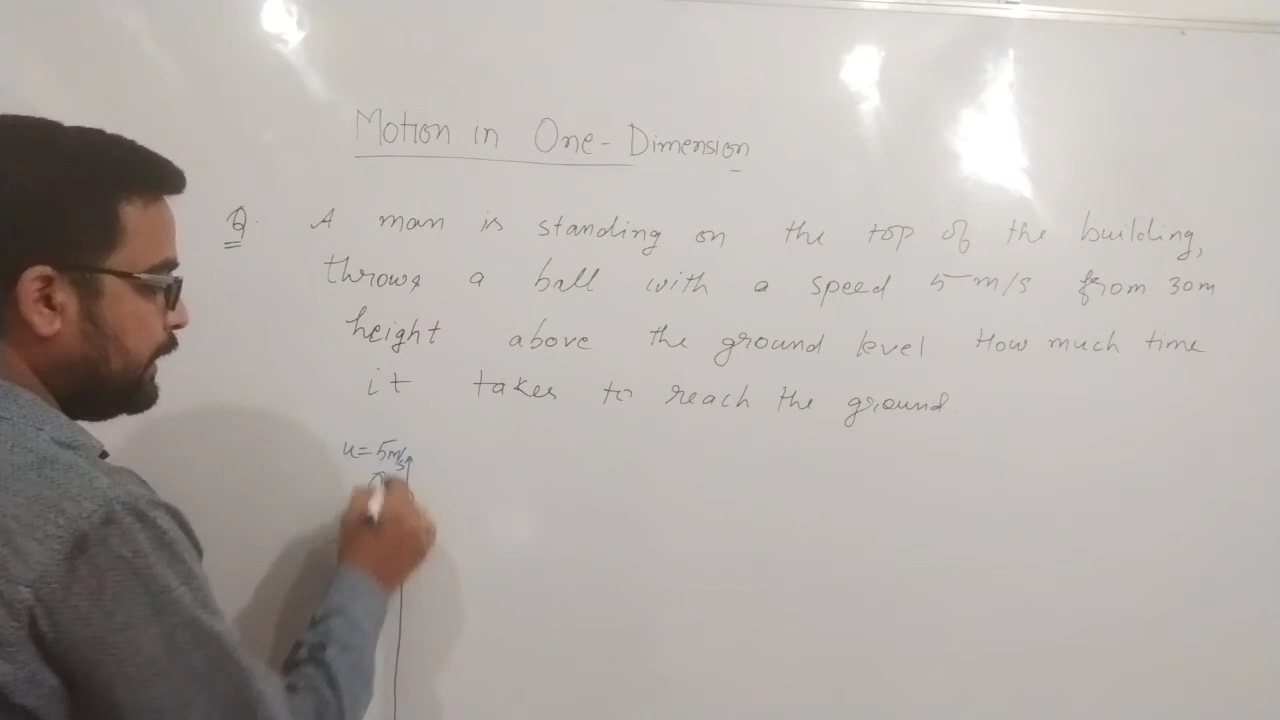 Motion in One-Dimension
Q. A man is standing on the top of the building,
throws a ball with a speed 5 m/s from 30m
height above the ground level How much time
it takes to reach the ground
u = 5m/s